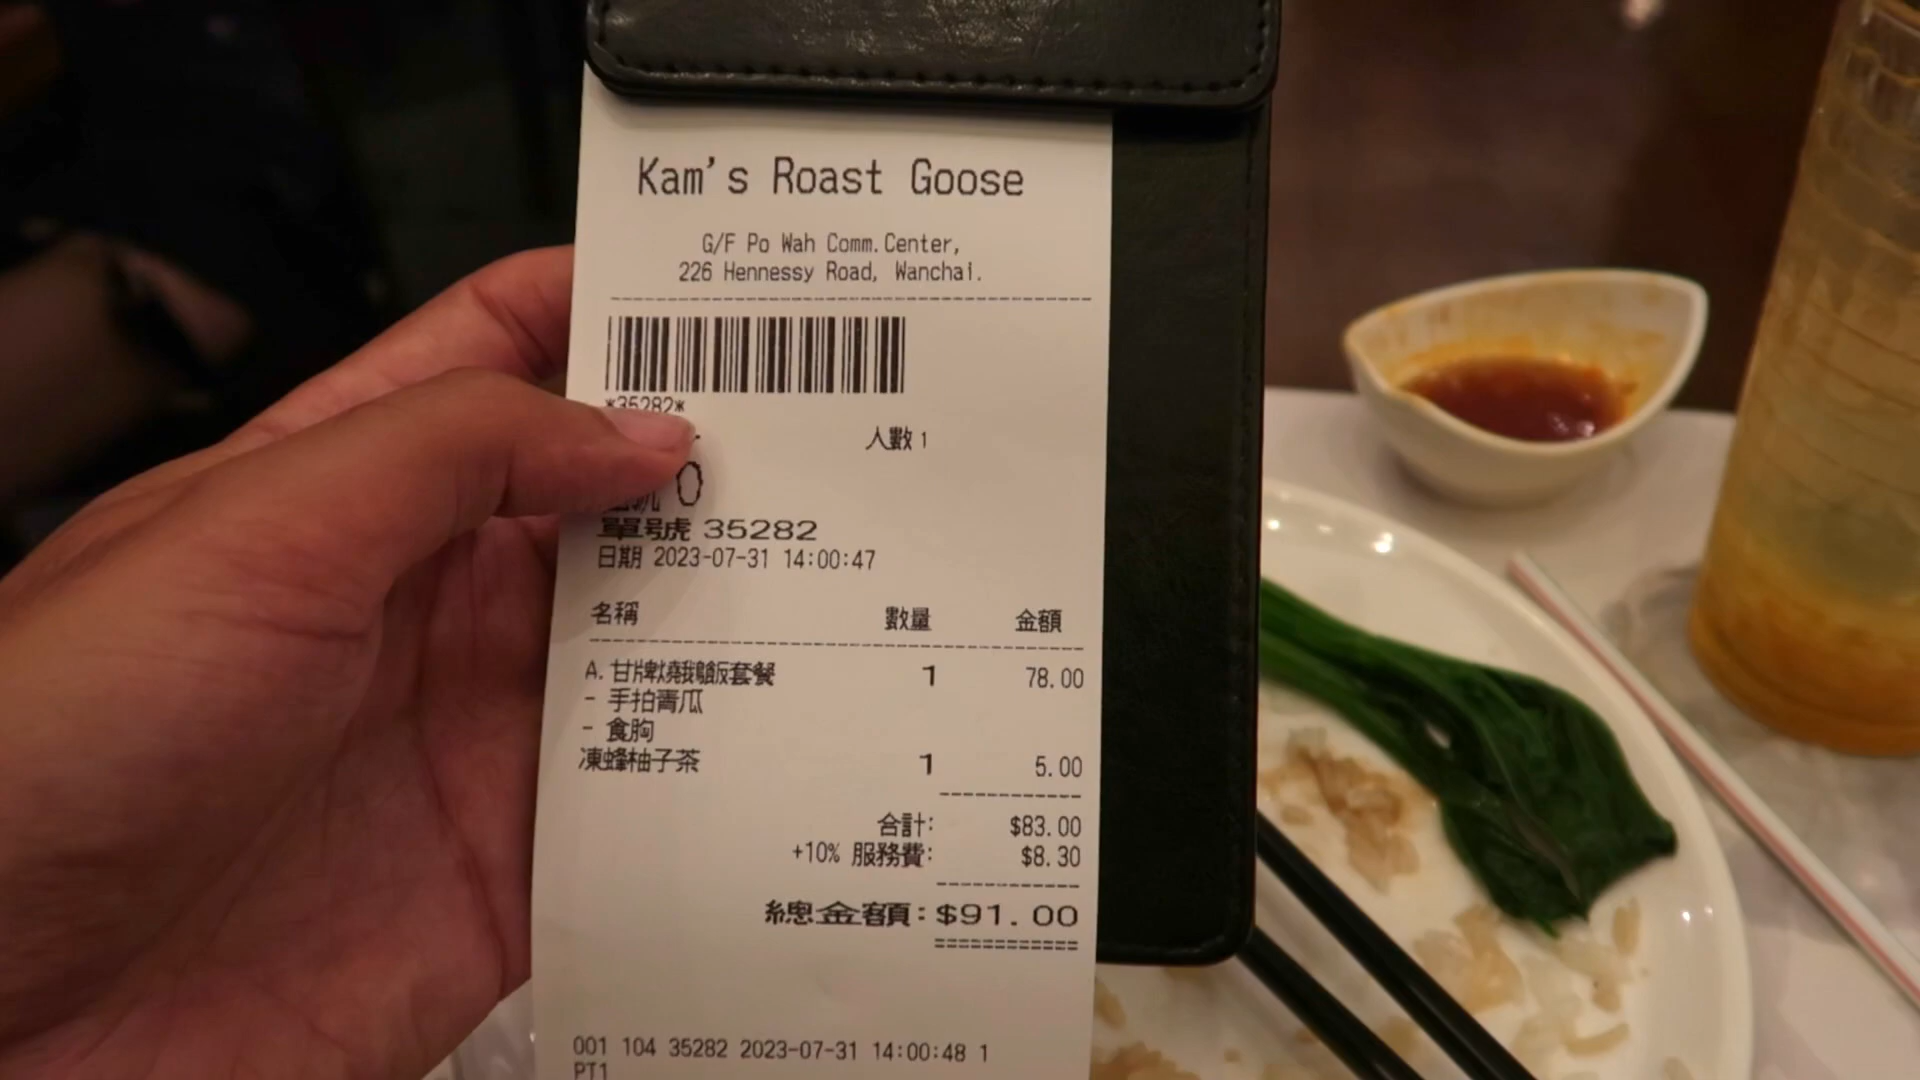 Kam's Roast Goose
G/F Po Wah Comm.Center,
226 Hennessy Road, Wanchai.
*35282*
人數 1
0
單號 35282
日期 2023-07-31 14:00:47
名稱 數量 金額
A. 甘牌燒鵝飯套餐 1 78.00
- 手拍青瓜
- 食胸
凍蜂柚子茶 1 5.00
合計: $83.00
+10% 服務費: $8.30
總金額: $91.00
001 104 35282 2023-07-31 14:00:48 1
PT1